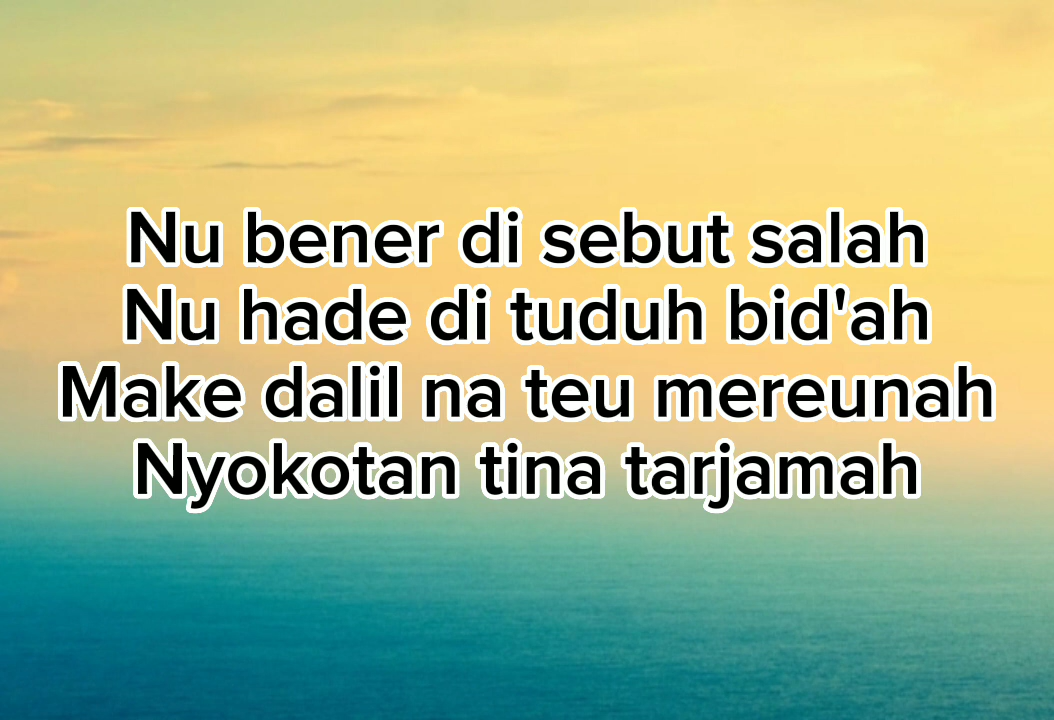 Nu bener di sebut salah
Nu hade di tuduh bid'ah
Make dalil na teu mereunah
Nyokotan tina tarjamah